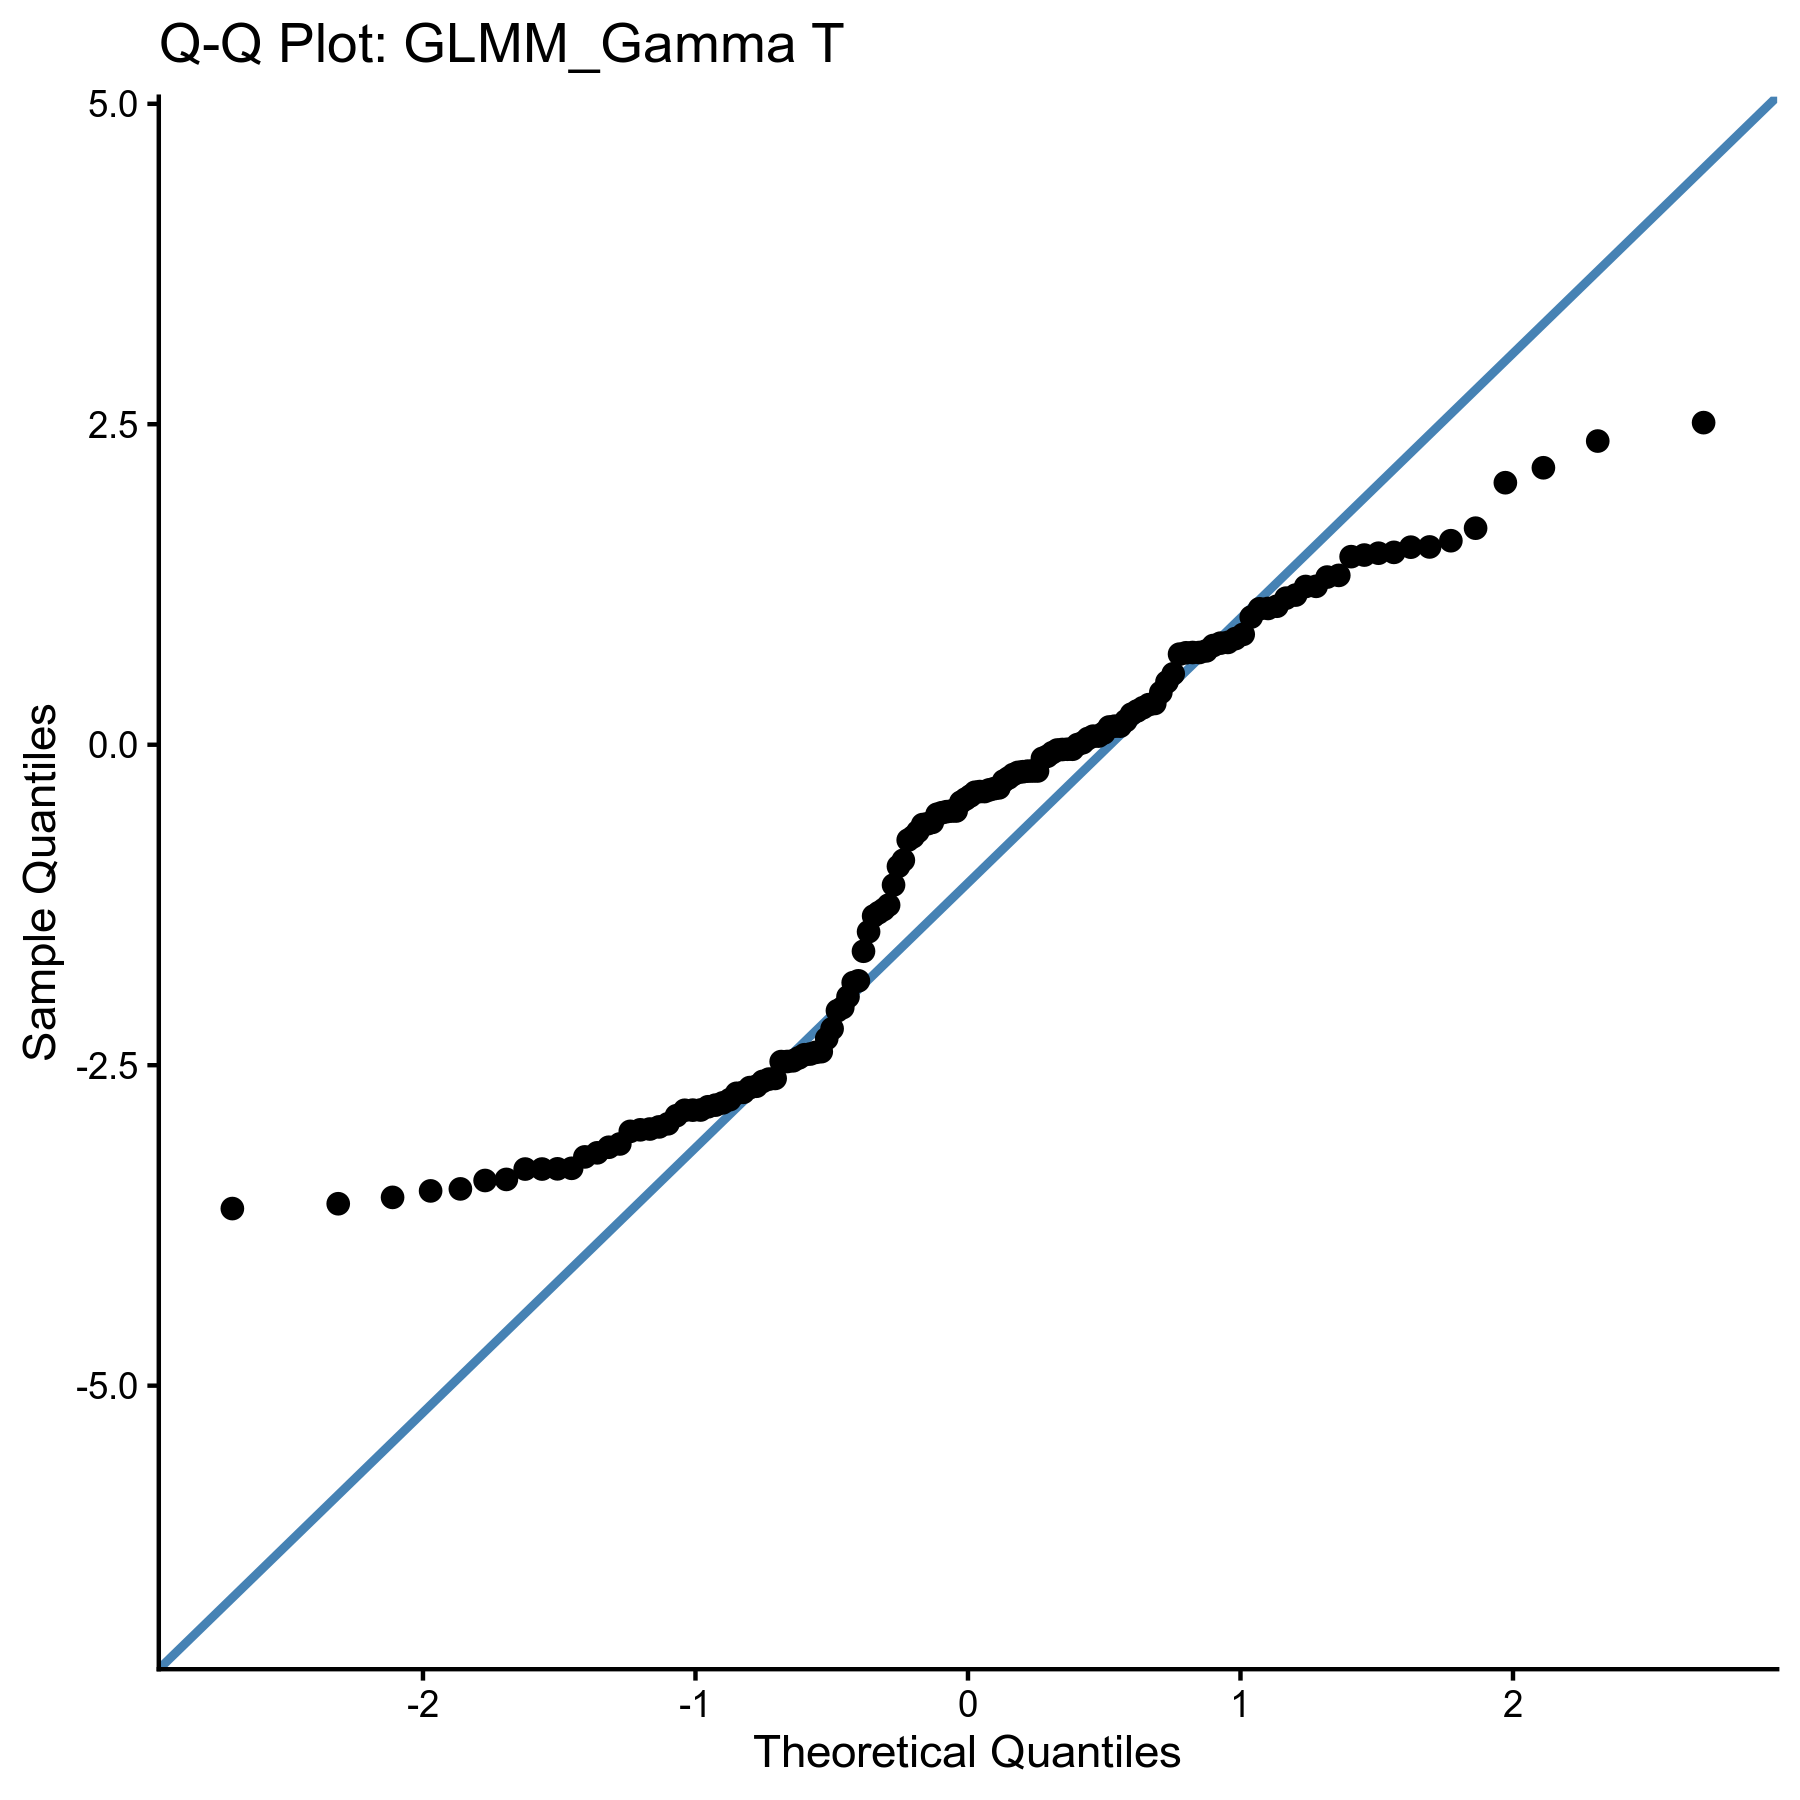 Q-Q Plot: GLMM_Gamma T
5.0
2.5
0.0
-2.5
-5.0
Sample Quantiles
-2 -1 0 1 2
Theoretical Quantiles